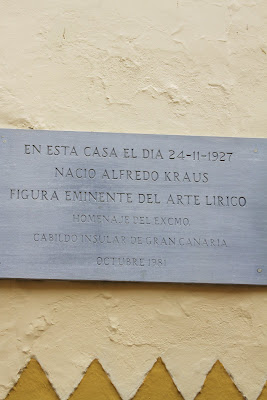 EN ESTA CASA EL DIA 24-11-1927
NACIO ALFREDO KRAUS
FIGURA EMINENTE DEL ARTE LIRICO
HOMENAJE DEL EXCMO.
CABILDO INSULAR DE GRAN CANARIA
OCTUBRE 1981